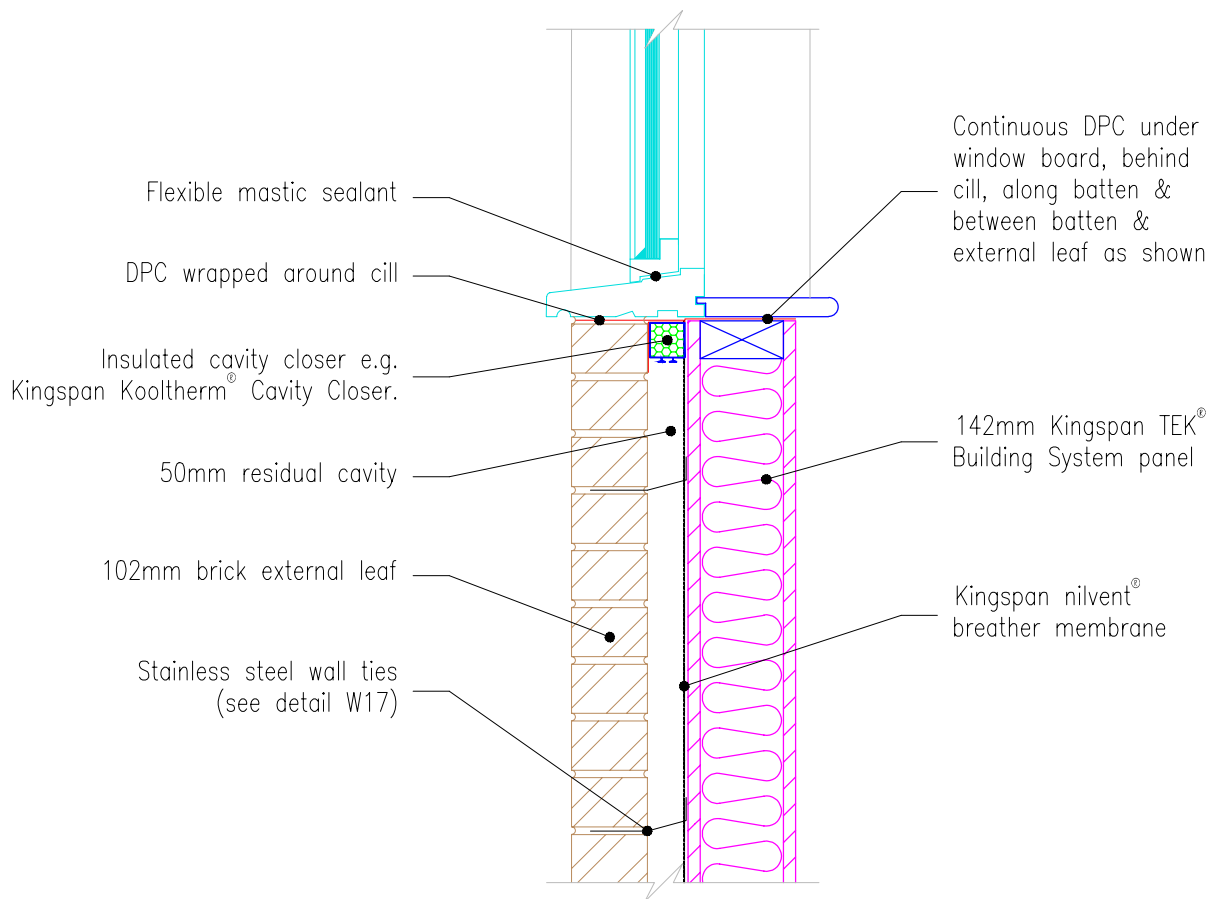 Flexible mastic sealant
DPC wrapped around cill
Insulated cavity closer e.g.
Kingspan Kooltherm® Cavity Closer.
50mm residual cavity
102mm brick external leaf
Stainless steel wall ties
(see detail W17)
Continuous DPC under
window board, behind
cill, along batten &
between batten &
external leaf as shown
142mm Kingspan TEK®
Building System panel
Kingspan nilvent®
breather membrane